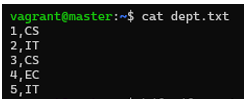 vagrant@master:~$ cat dept.txt
1,CS
2,IT
3,CS
4,EC
5,IT